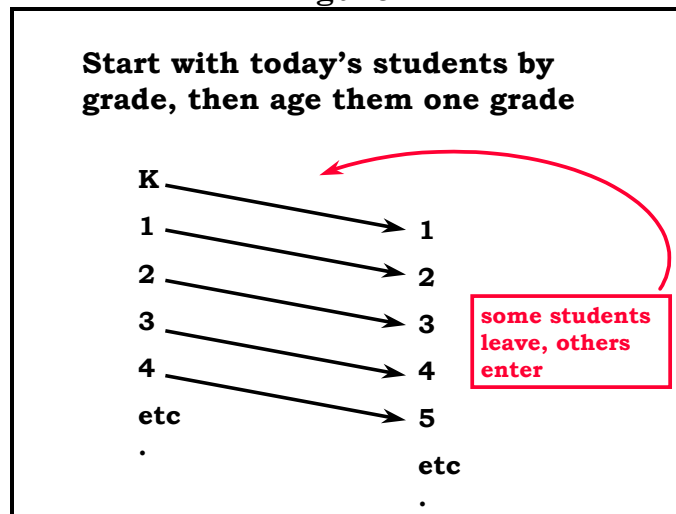 Start with today's students by
grade, then age them one grade
K
1
2
3
4
etc
.
1
2
3
4
5
etc
.
some students
leave, others
enter